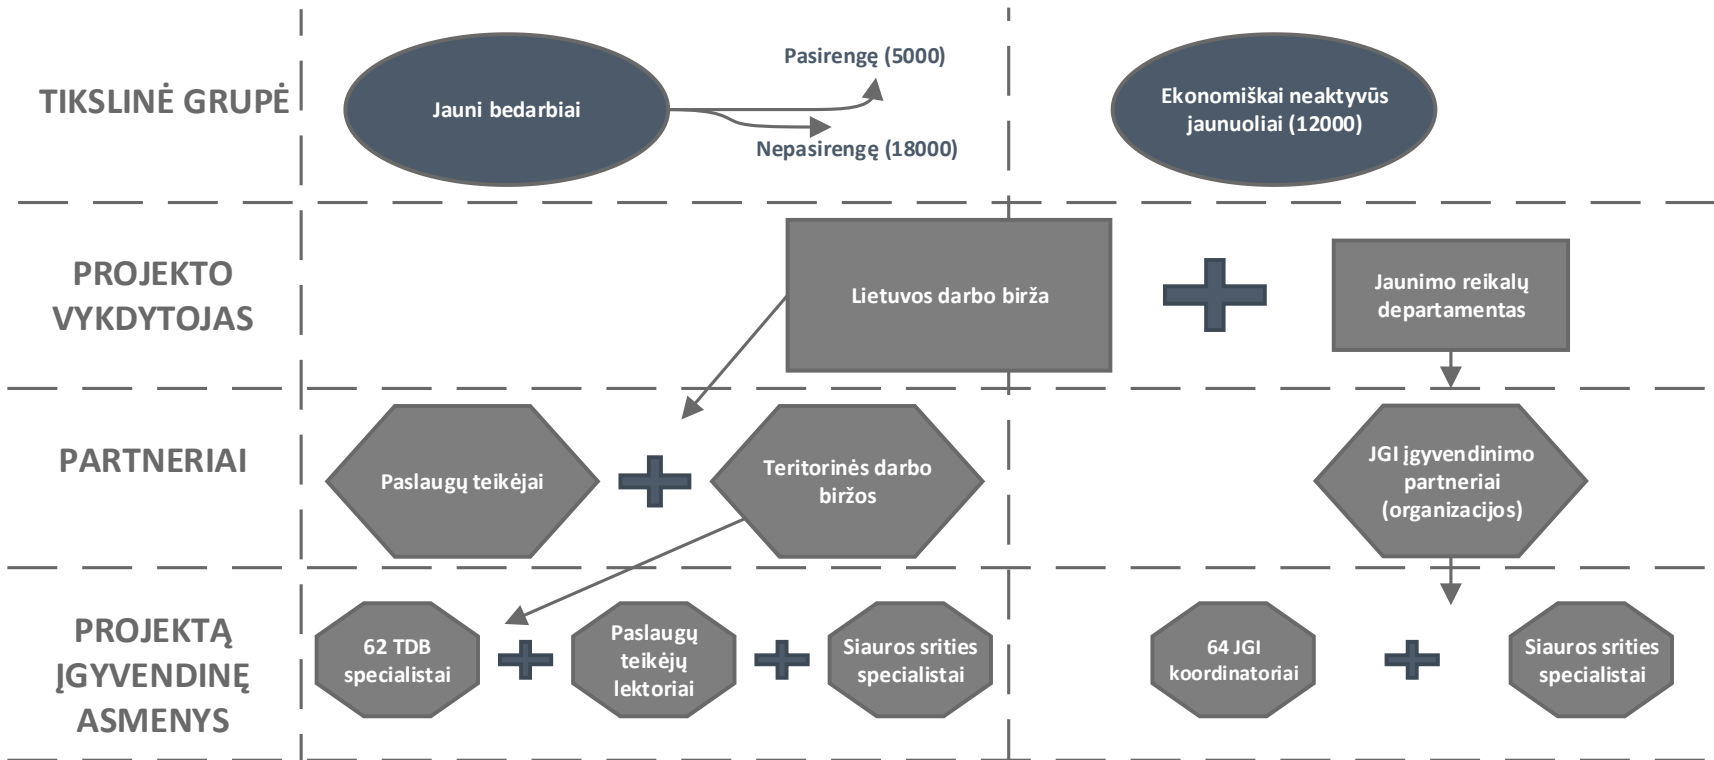 TIKSLINĖ GRUPĖ
Jauni bedarbiai
Pasirengę (5000)
Nepasirengę (18000)
Ekonomiškai neaktyvūs
jaunuoliai (12000)
PROJEKTO
VYKDYTOJAS
Lietuvos darbo birža
Jaunimo reikalų
departamentas
PARTNERIAI
Paslaugų teikėjai
Teritorinės darbo
biržos
JGI įgyvendinimo
partneriai
(organizacijos)
PROJEKTĄ
ĮGYVENDINĘ
ASMENYS
62 TDB
specialistai
Paslaugų
teikėjų
lektoriai
Siauros srities
specialistai
64 JGI
koordinatoriai
Siauros srities
specialistai